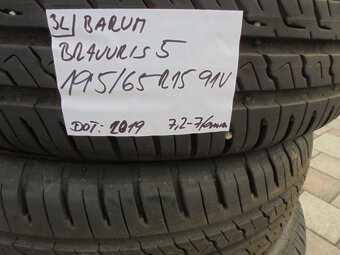 3L) BARUM
BRAVURIS 5
195/65 R15 91V
DOT: 2019 7,2-7,6mm